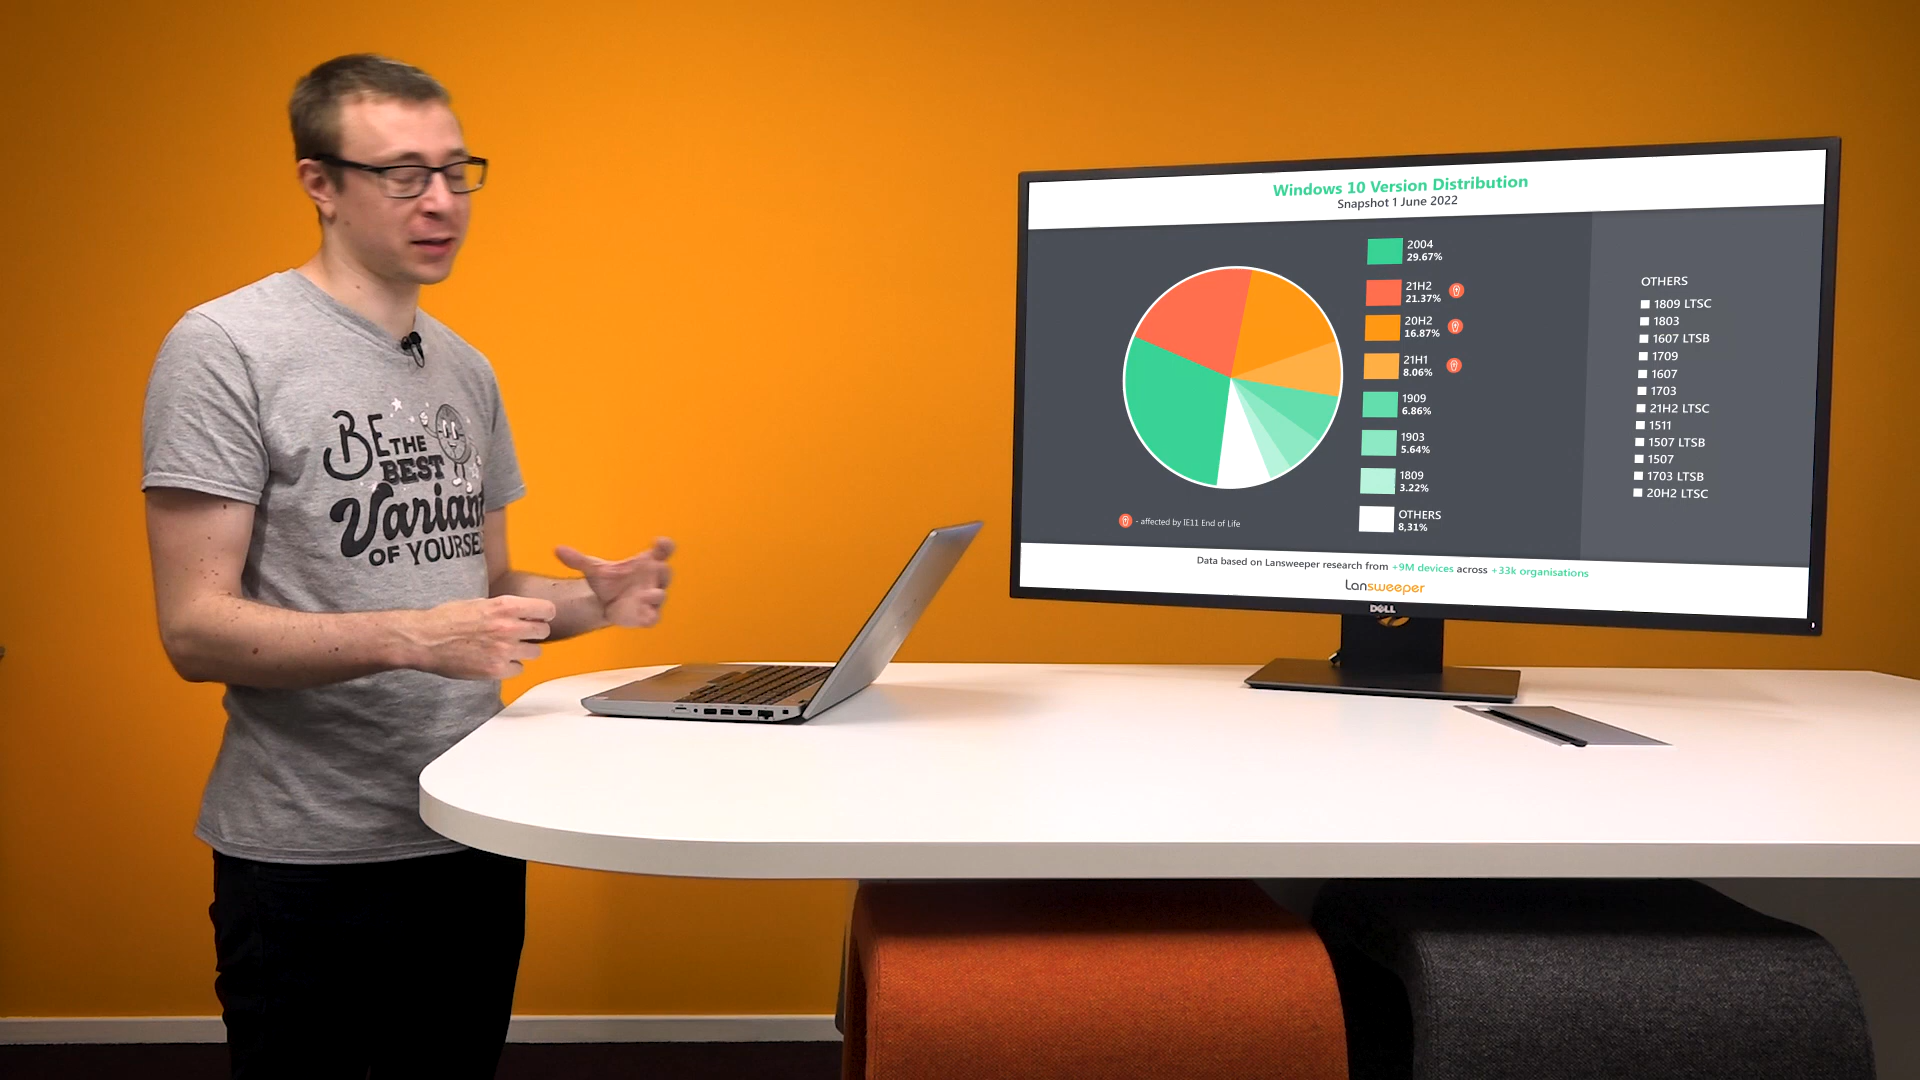 BE THE
BEST
Variant
OF YOURSE
Windows 10 Version Distribution
Snapshot 1 June 2022
2004
29.67%
21H2
21.37%
20H2
16.87%
21H1
8.06%
1909
6.86%
1903
5.64%
1809
3.22%
OTHERS
8,31%
- affected by IE11 End of Life
OTHERS
1809 LTSC
1803
1607 LTSB
1709
1607
1703
21H2 LTSC
1511
1507 LTSB
1507
1703 LTSB
20H2 LTSC
Data based on Lansweeper research from +9M devices across +33k organisations
Lansweeper
DELL